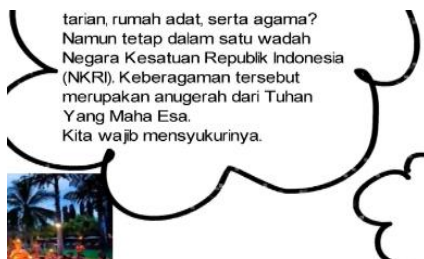 tarian, rumah adat, serta agama?
Namun tetap dalam satu wadah
Negara Kesatuan Republik Indonesia
(NKRI). Keberagaman tersebut
merupakan anugerah dari Tuhan
Yang Maha Esa.
Kita wajib mensyukurinya.